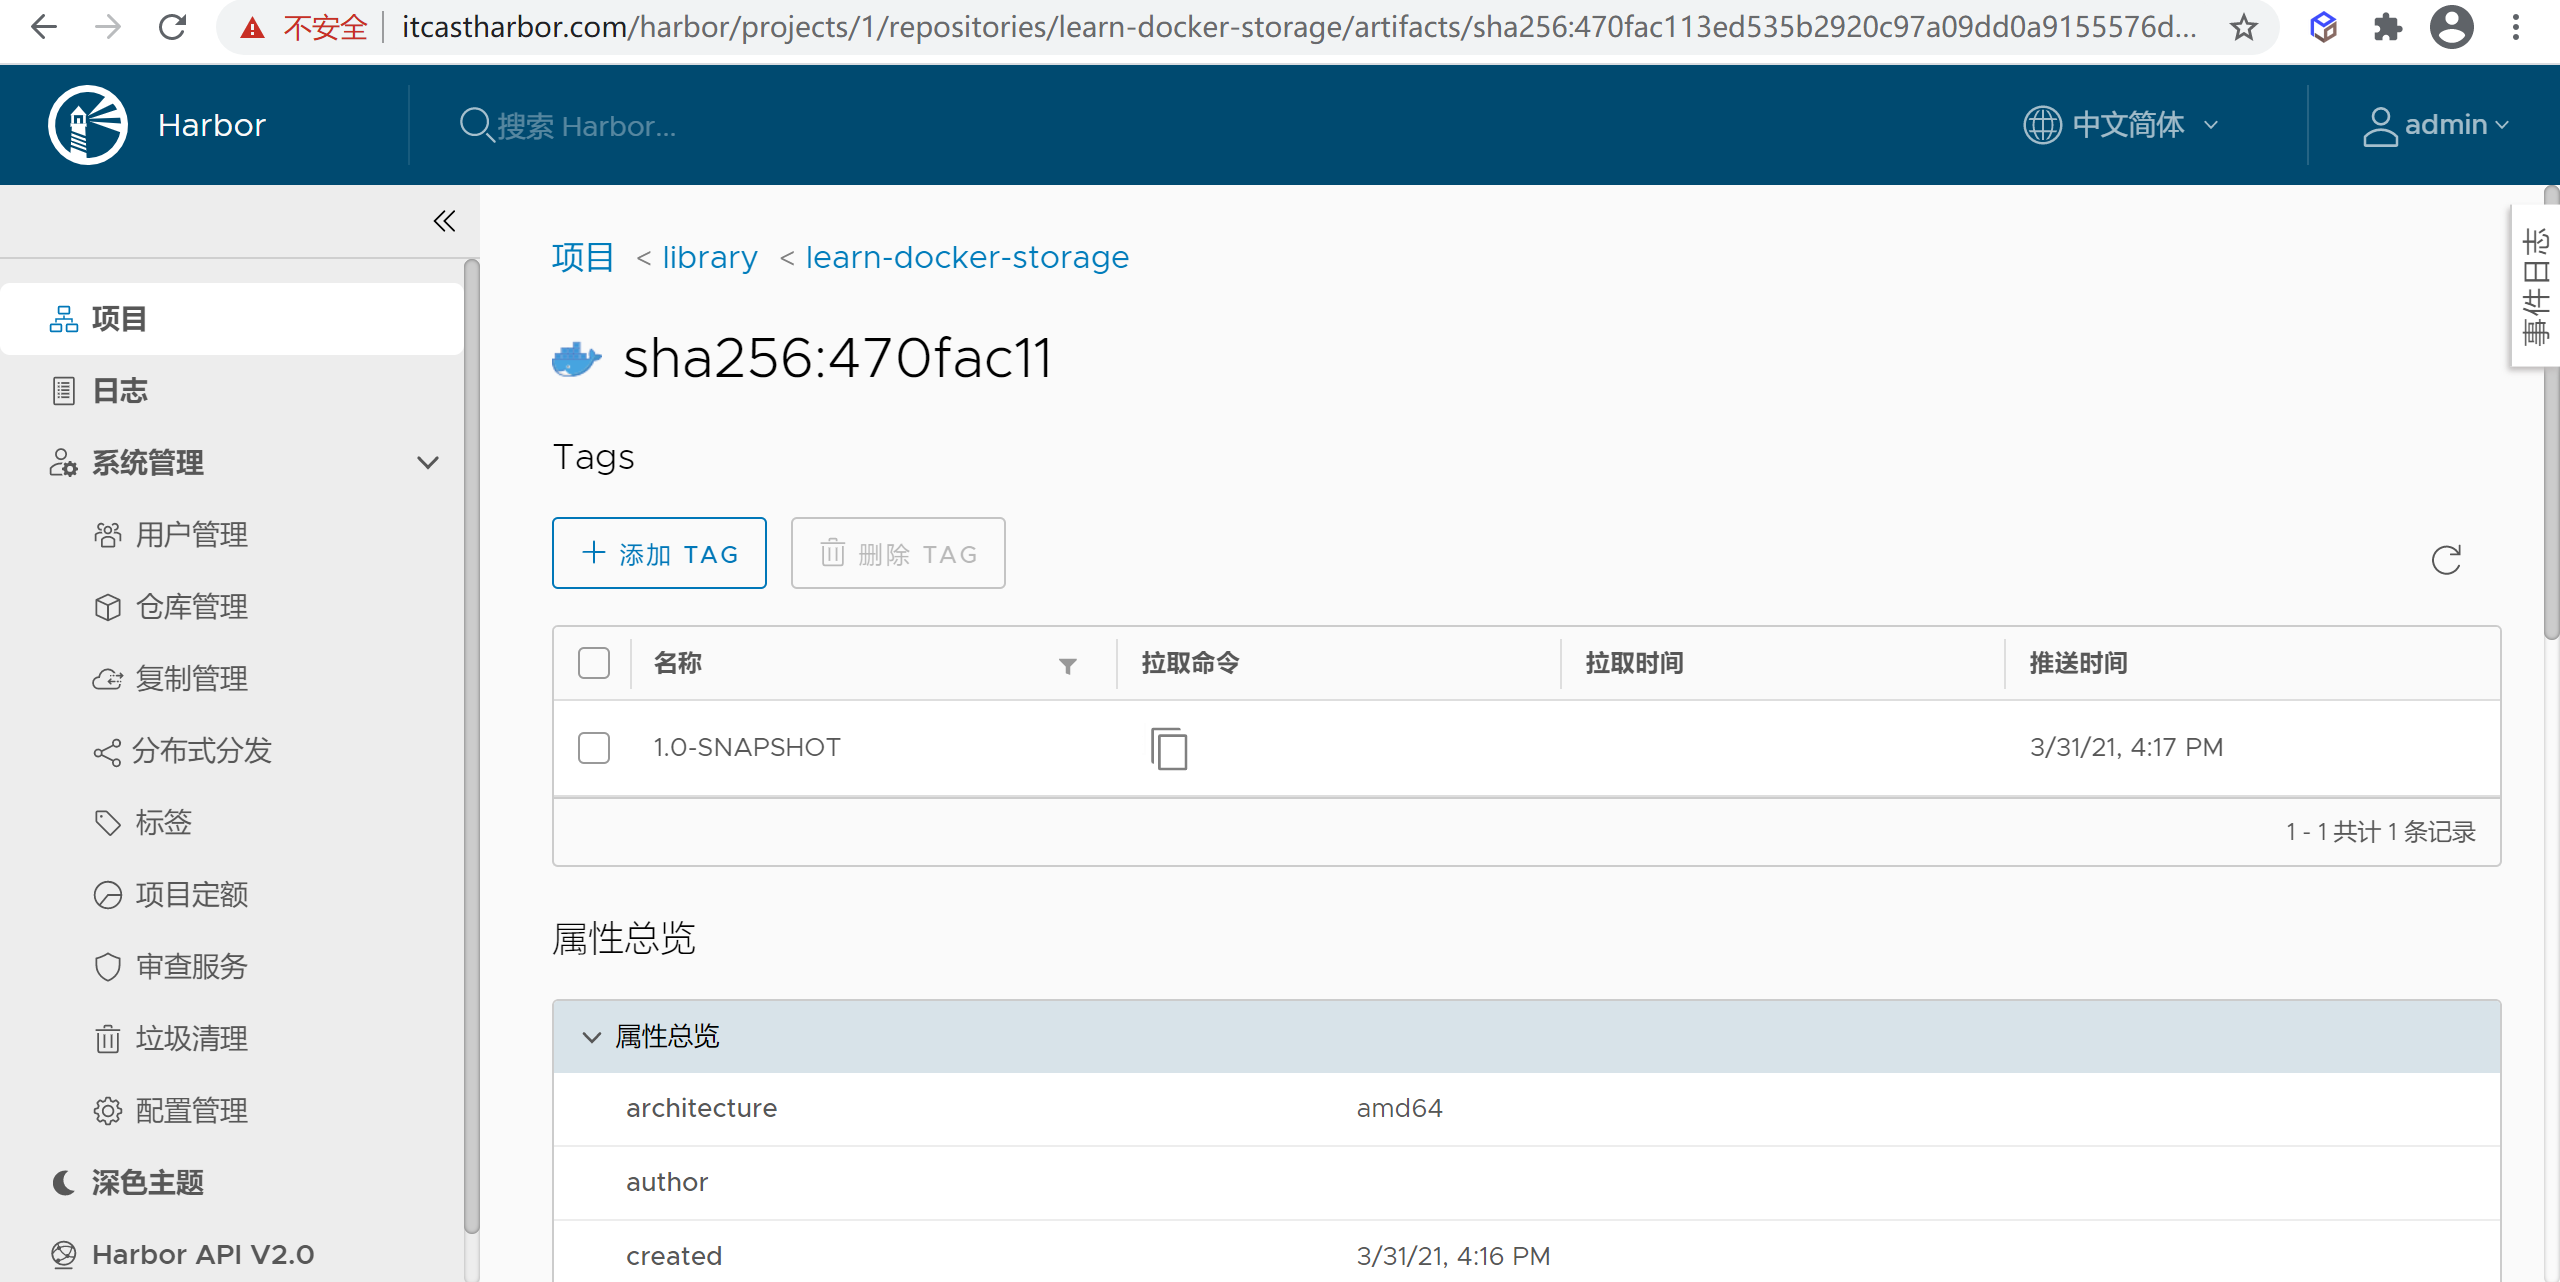 不安全 itcastharbor.com/harbor/projects/1/repositories/learn-docker-storage/artifacts/sha256:470fac113ed535b2920c97a09dd0a9155576d...
Harbor 搜索 Harbor... 中文简体 admin
项目
日志
系统管理
用户管理
仓库管理
复制管理
分布式分发
标签
项目定额
审查服务
垃圾清理
配置管理
深色主题
Harbor API V2.0
项目 < library < learn-docker-storage
sha256:470fac11
Tags
添加 TAG 删除 TAG
名称 拉取命令 拉取时间 推送时间
1.0-SNAPSHOT 3/31/21, 4:17 PM
1 - 1 共计 1 条记录
属性总览
属性总览
architecture amd64
author
created 3/31/21, 4:16 PM
事件日志